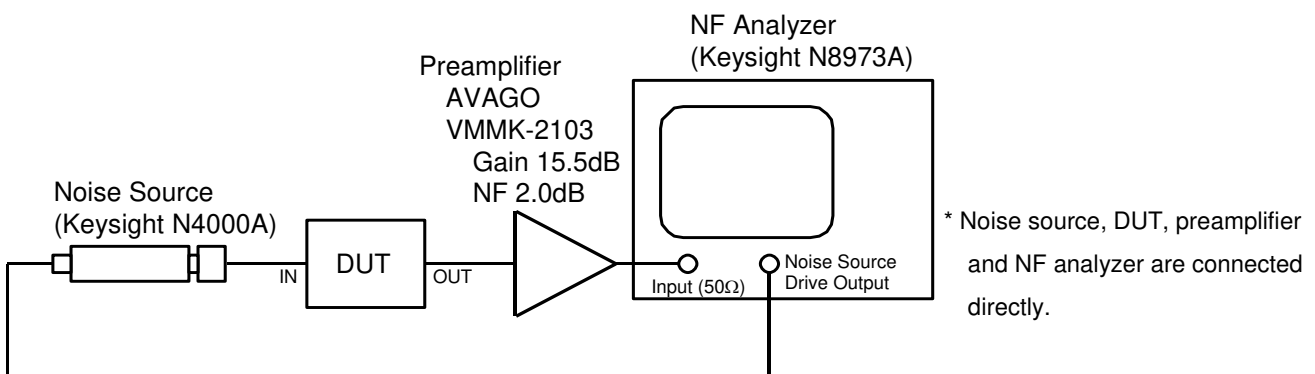 NF Analyzer
(Keysight N8973A)
Preamplifier
AVAGO
VMMK-2103
Gain 15.5dB
NF 2.0dB
Noise Source
(Keysight N4000A)
IN
DUT
OUT
Input (50Ω)
Noise Source
Drive Output
* Noise source, DUT, preamplifier
and NF analyzer are connected
directly.